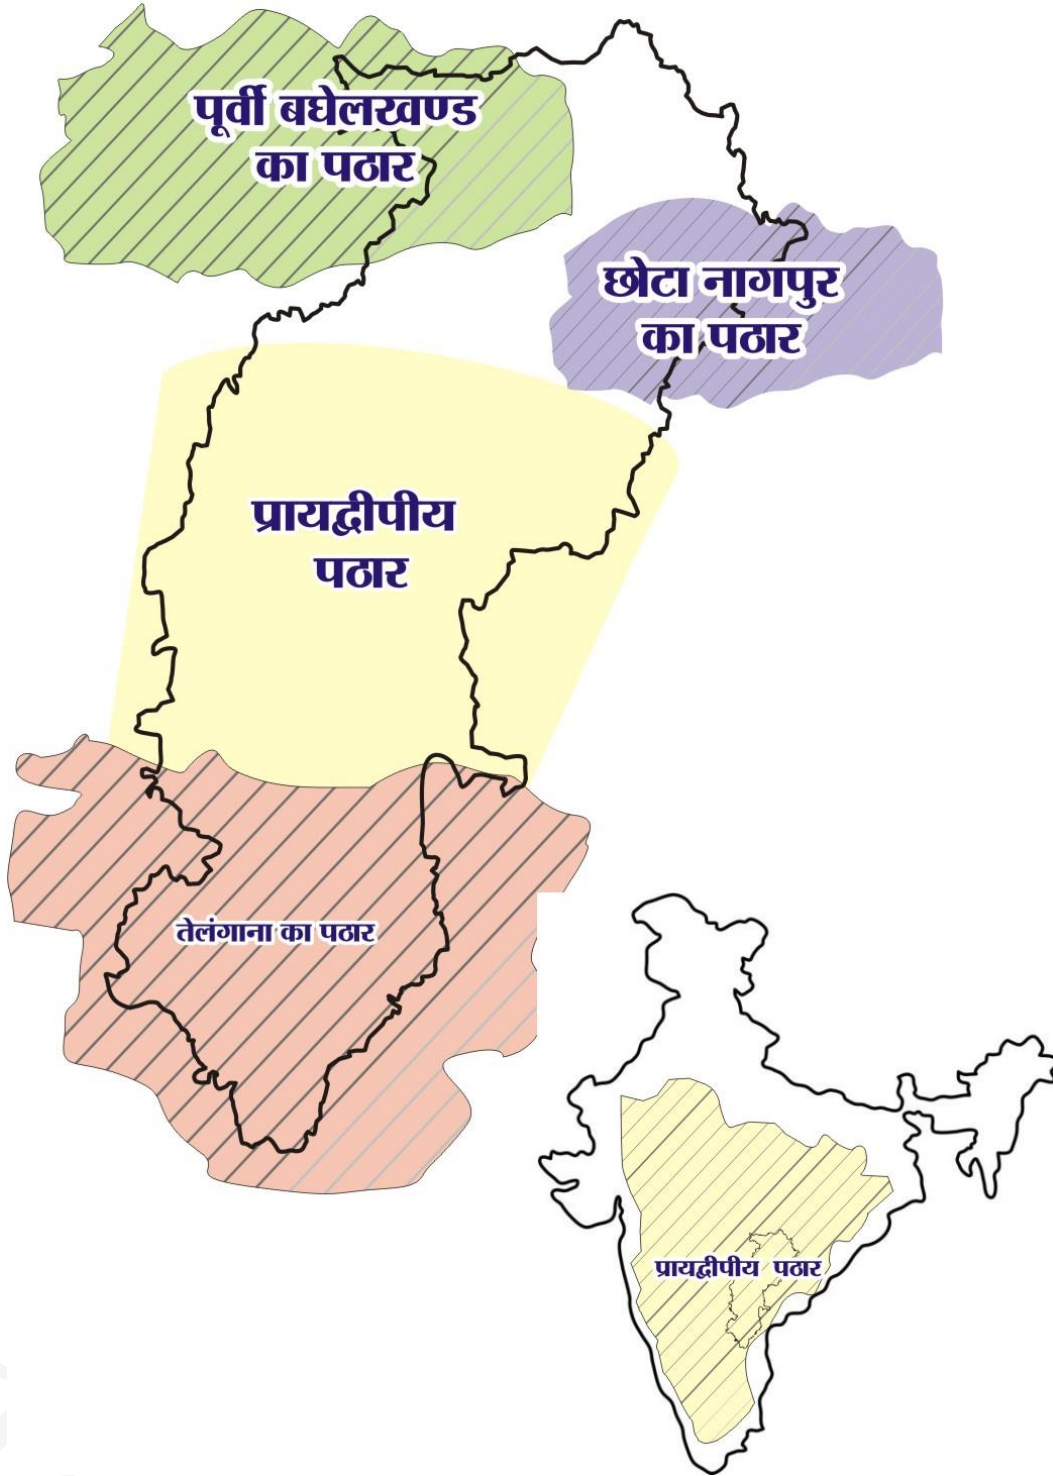 पूर्वी बघेलखण्ड
का पठार
छोटा नागपुर
का पठार
प्रायद्वीपीय
पठार
तेलंगाना का पठार
प्रायद्वीपीय पठार